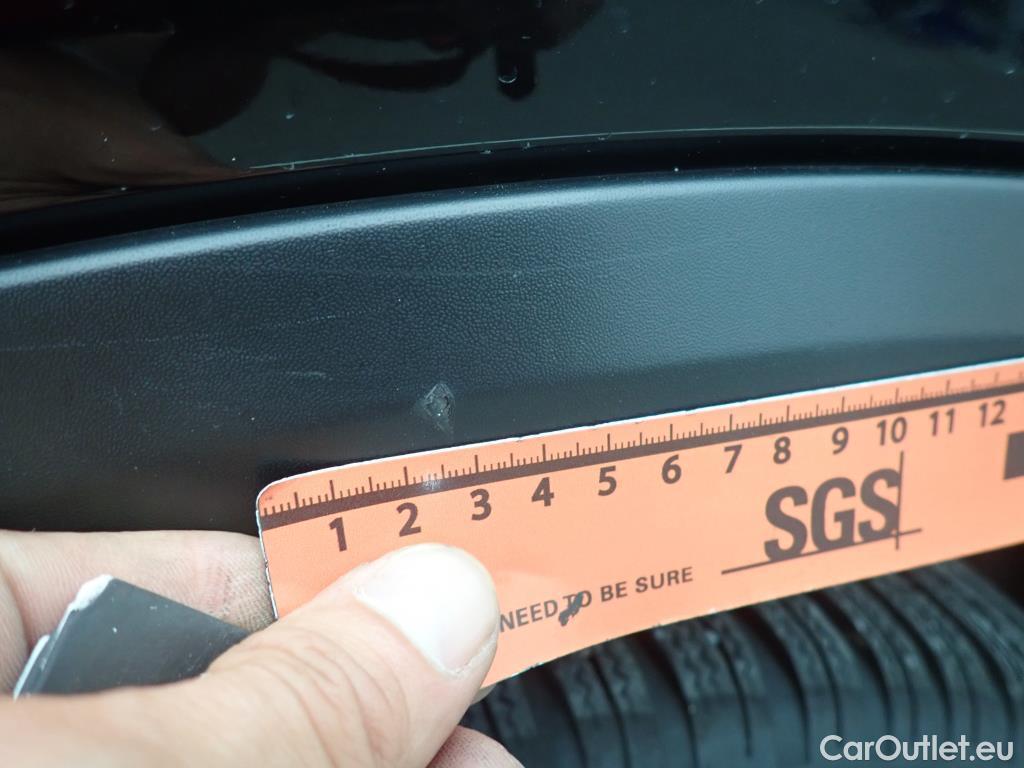 1 2 3 4 5 6 7 8 9 10 11 12
SGS
NEED TO BE SURE
CarOutlet.eu